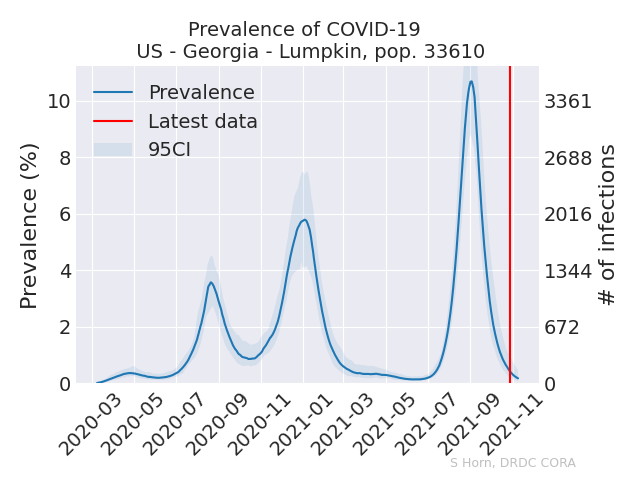 Prevalence of COVID-19
US - Georgia - Lumpkin, pop. 33610
Prevalence
Latest data
95CI
Prevalence (%)
10
8
6
4
2
0
# of infections
3361
2688
2016
1344
672
0
2020-03
2020-05
2020-07
2020-09
2020-11
2021-01
2021-03
2021-05
2021-07
2021-09
2021-11
S Horn, DRDC CORA